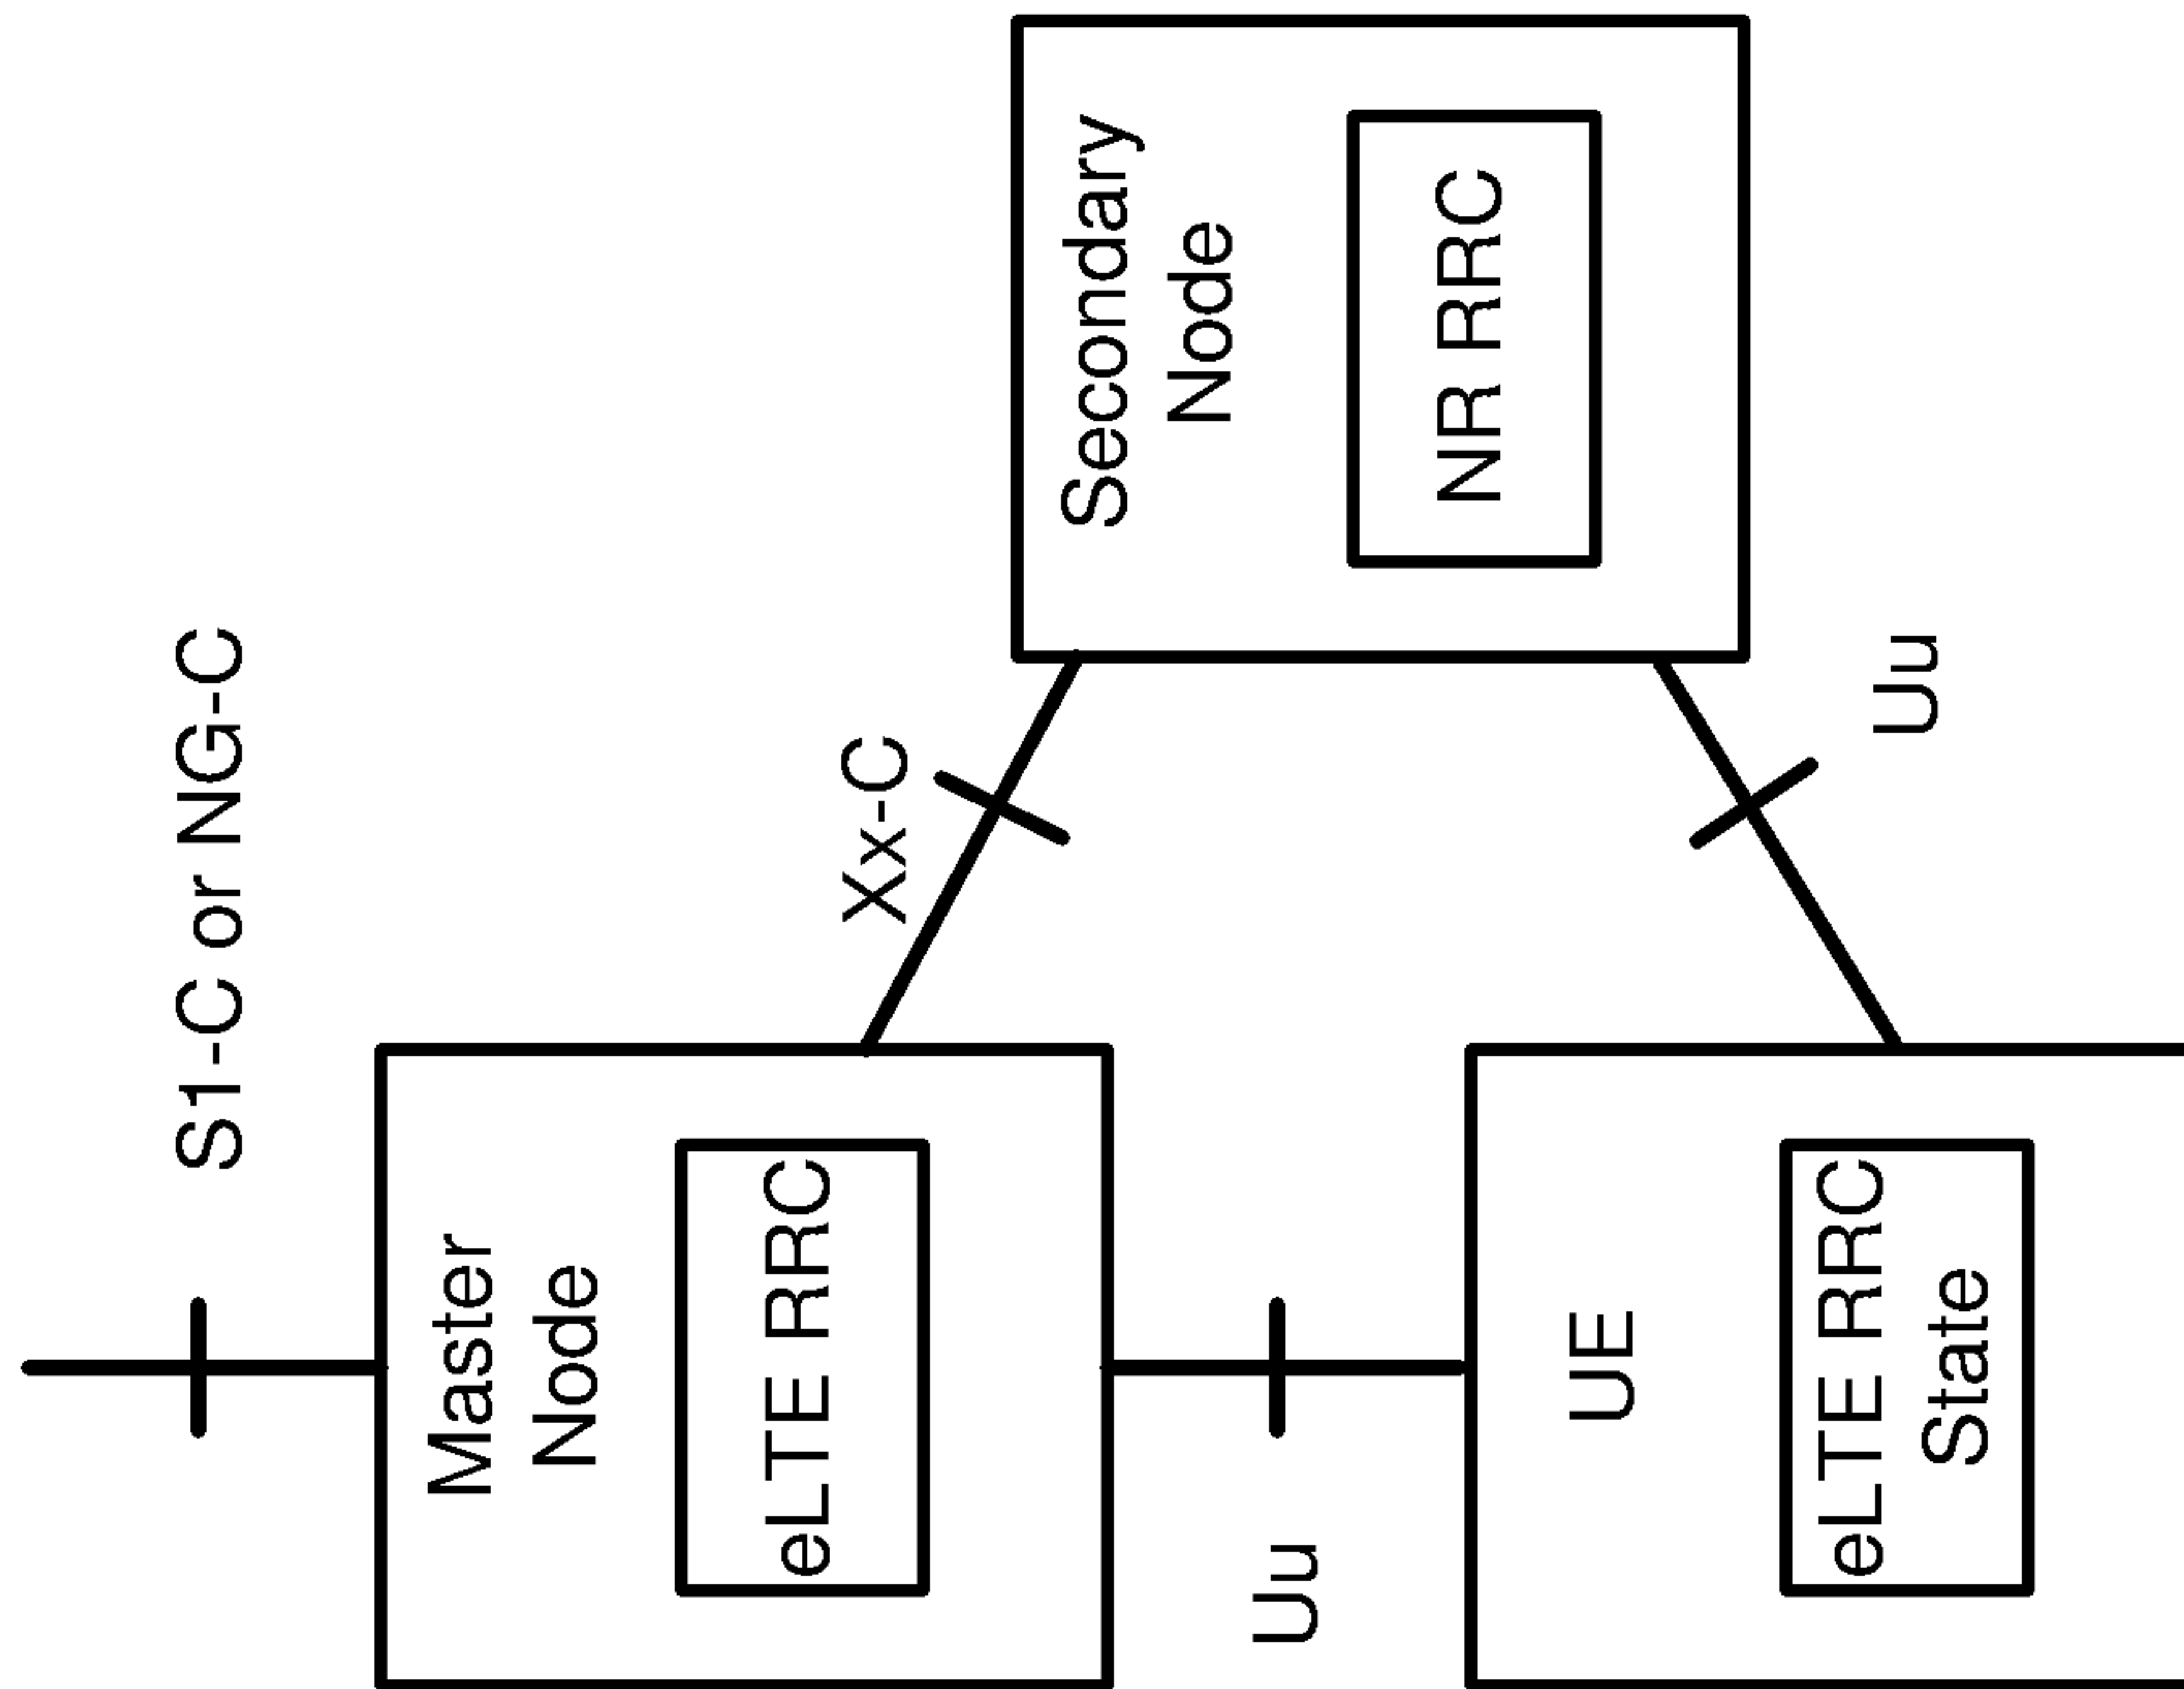 S1-C or NG-C
Master
Node
eLTE RRC
Xx-C
Secondary
Node
NR RRC
Uu
Uu
UE
eLTE RRC
State